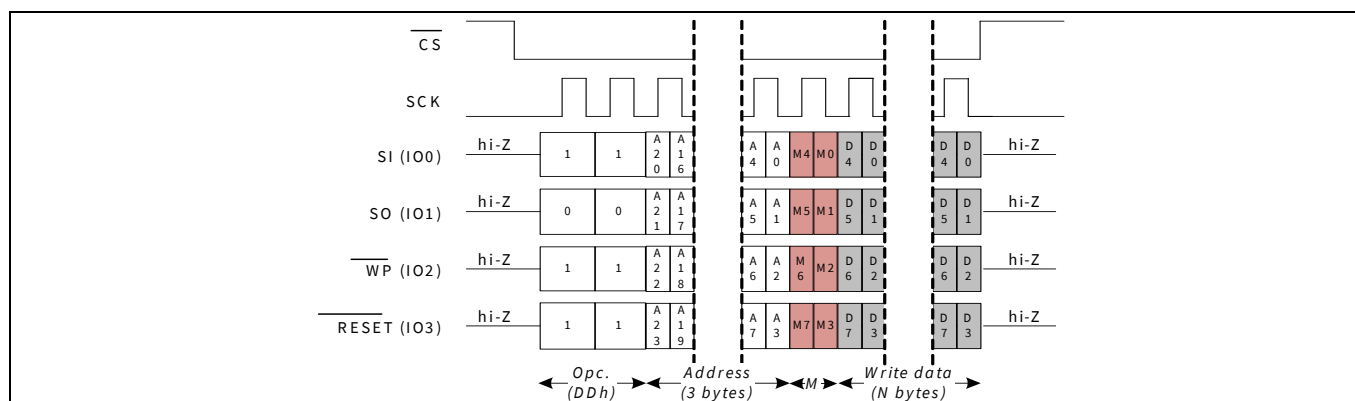 CS
SCK
SI (IO0) hi-Z 1 1 A20 A16 A4 A0 M4 M0 D4 D0 D4 D0 hi-Z
SO (IO1) hi-Z 0 0 A21 A17 A5 A1 M5 M1 D5 D1 D5 D1 hi-Z
WP (IO2) hi-Z 1 1 A22 A18 A6 A2 M6 M2 D6 D2 D6 D2 hi-Z
RESET (IO3) hi-Z 1 1 A23 A19 A7 A3 M7 M3 D7 D3 D7 D3 hi-Z
Opc. Address M Write data
(DDh) (3 bytes) (N bytes)